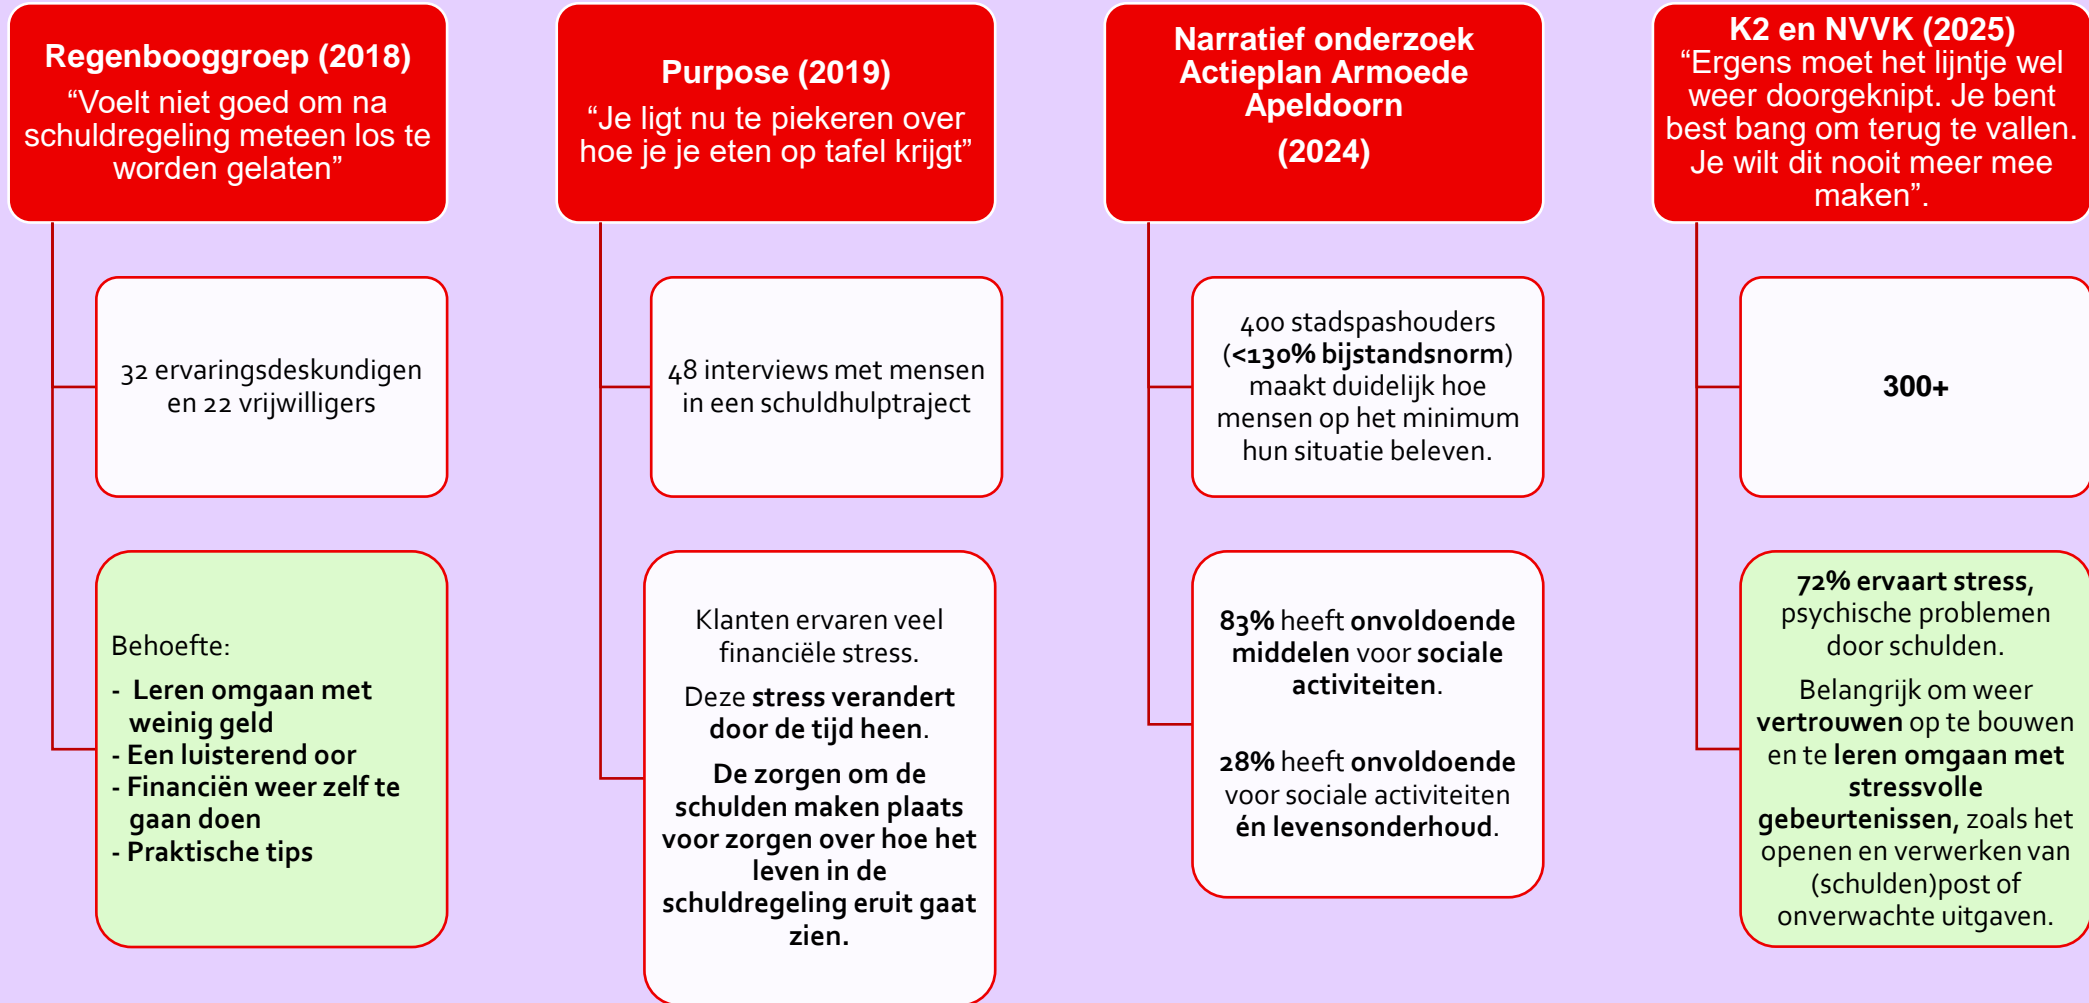 Regenbooggroep (2018)
“Voelt niet goed om na
schuldregeling meteen los te
worden gelaten”
32 ervaringsdeskundigen
en 22 vrijwilligers
Behoefte:
- Leren omgaan met
weinig geld
- Een luisterend oor
- Financiën weer zelf te
gaan doen
- Praktische tips
Purpose (2019)
“Je ligt nu te piekeren over
hoe je je eten op tafel krijgt”
48 interviews met mensen
in een schuldhulptraject
Klanten ervaren veel
financiële stress.
Deze stress verandert
door de tijd heen.
De zorgen om de
schulden maken plaats
voor zorgen over hoe het
leven in de
schuldregeling eruit gaat
zien.
Narratief onderzoek
Actieplan Armoede
Apeldoorn
(2024)
400 stadspashouders
(<130% bijstandsnorm)
maakt duidelijk hoe
mensen op het minimum
hun situatie beleven.
83% heeft onvoldoende
middelen voor sociale
activiteiten.
28% heeft onvoldoende
voor sociale activiteiten
én levensonderhoud.
K2 en NVVK (2025)
“Ergens moet het lijntje wel
weer doorgeknipt. Je bent
best bang om terug te vallen.
Je wilt dit nooit meer mee
maken”.
300+
72% ervaart stress,
psychische problemen
door schulden.
Belangrijk om weer
vertrouwen op te bouwen
en te leren omgaan met
stressvolle
gebeurtenissen, zoals het
openen en verwerken van
(schulden)post of
onverwachte uitgaven.